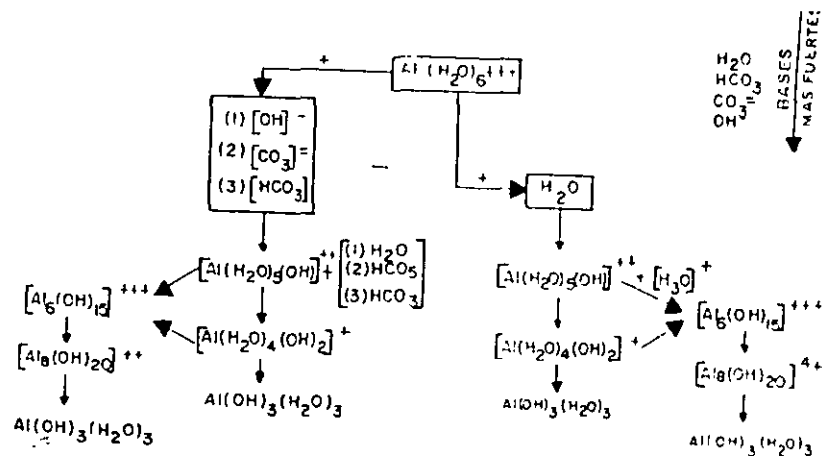 +
Al (H₂O)₆⁺⁺⁺
(1) [OH]⁻
(2) [CO₃]⁼
(3) [HCO₃]
−
+
H₂O
H₂O
HCO₃
CO₃⁼
OH⁻
BASES
MAS FUERTES
[Al(H₂O)₅(OH)]⁺⁺ + [(1) H₂O
(2) HCO₅
(3) HCO₃]
[Al₆(OH)₁₅]⁺⁺⁺
[Al(H₂O)₄(OH)₂]⁺
[Al₈(OH)₂₀]⁺⁺
Al(OH)₃(H₂O)₃
Al(OH)₃(H₂O)₃
[Al(H₂O)₅(OH)]⁺⁺ + [H₃O]⁺
[Al₆(OH)₁₅]⁺⁺⁺
[Al(H₂O)₄(OH)₂]⁺
[Al₈(OH)₂₀]⁴⁺
Al(OH)₃(H₂O)₃
Al(OH)₃(H₂O)₃